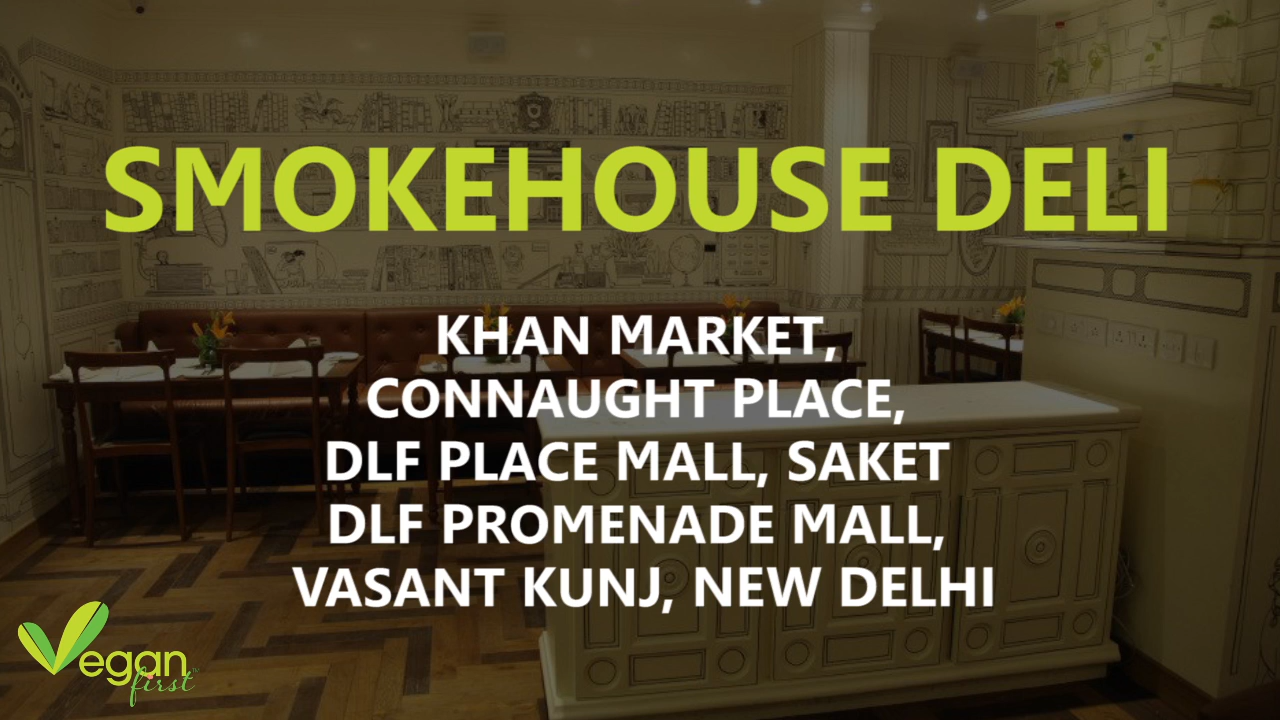 SMOKEHOUSE DELI
KHAN MARKET,
CONNAUGHT PLACE,
DLF PLACE MALL, SAKET
DLF PROMENADE MALL,
VASANT KUNJ, NEW DELHI
Vegan
first